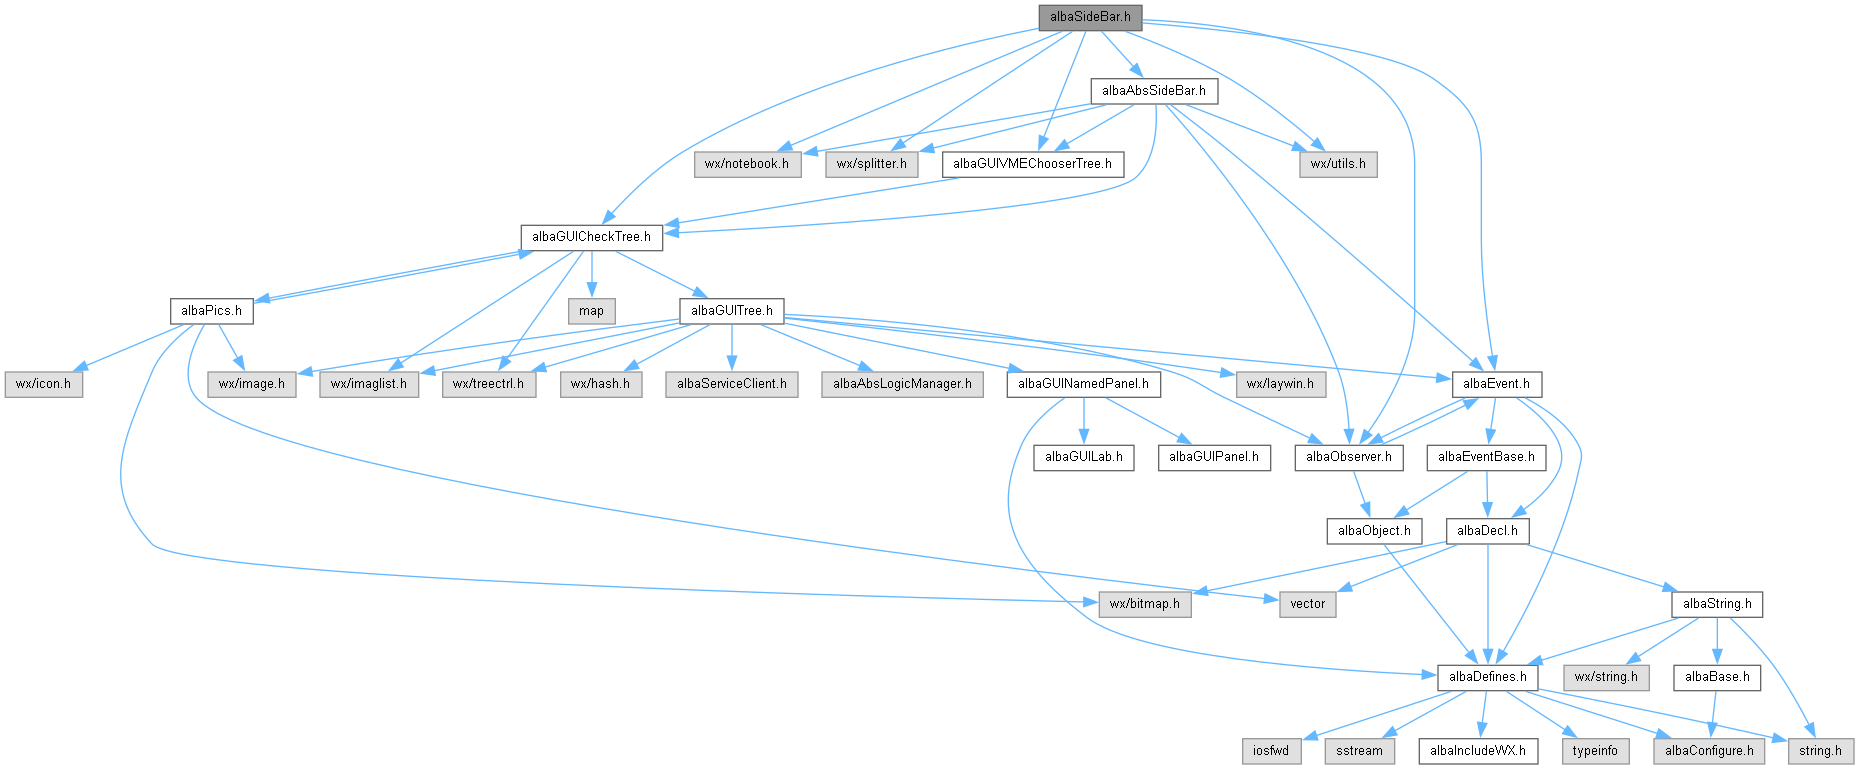 albaSideBar.h
albaAbsSideBar.h
wx/notebook.h
wx/splitter.h
albaGUIVMEChooserTree.h
wx/utils.h
albaGUICheckTree.h
albaPics.h
map
albaGUITree.h
wx/icon.h
wx/image.h
wx/imaglist.h
wx/treectrl.h
wx/hash.h
albaServiceClient.h
albaAbsLogicManager.h
albaGUINamedPanel.h
wx/laywin.h
albaEvent.h
albaGUILab.h
albaGUIPanel.h
albaObserver.h
albaEventBase.h
albaObject.h
albaDecl.h
wx/bitmap.h
vector
albaString.h
albaDefines.h
wx/string.h
albaBase.h
iosfwd
sstream
albaIncludeWX.h
typeinfo
albaConfigure.h
string.h